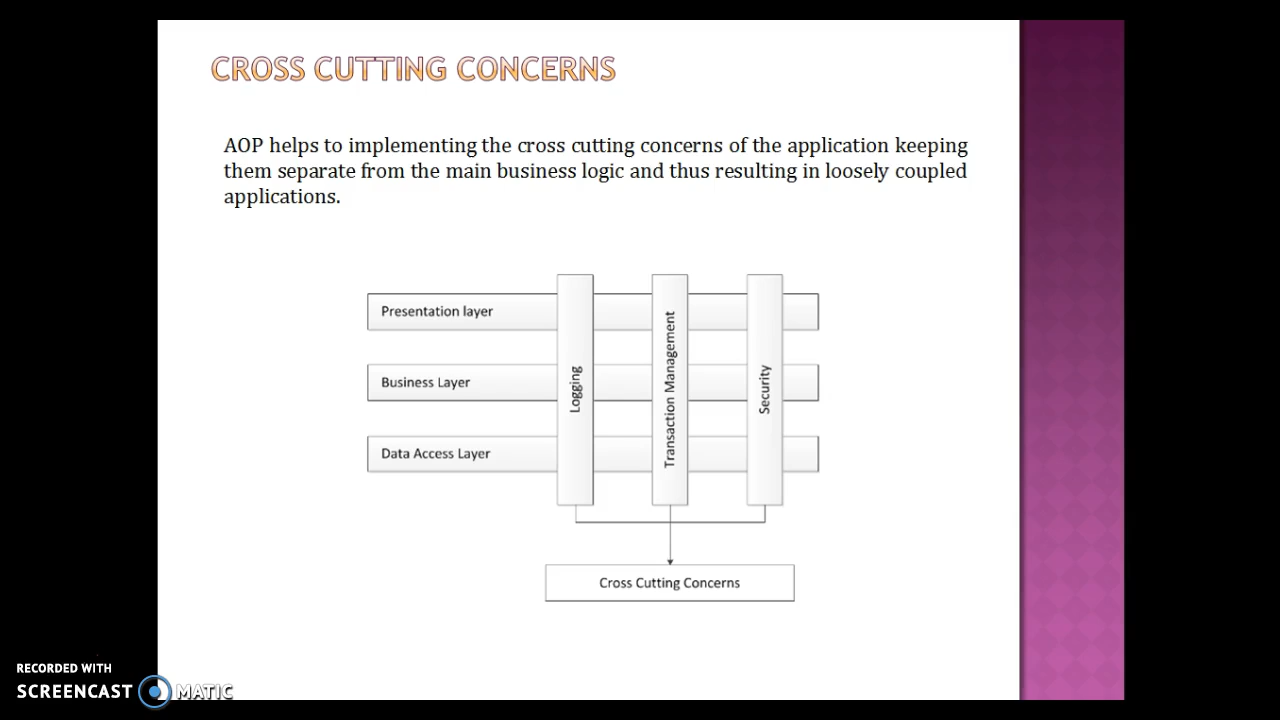 CROSS CUTTING CONCERNS
AOP helps to implementing the cross cutting concerns of the application keeping
them separate from the main business logic and thus resulting in loosely coupled
applications.
Presentation layer
Business Layer
Data Access Layer
Logging
Transaction Management
Security
Cross Cutting Concerns
RECORDED WITH
SCREENCAST MATIC